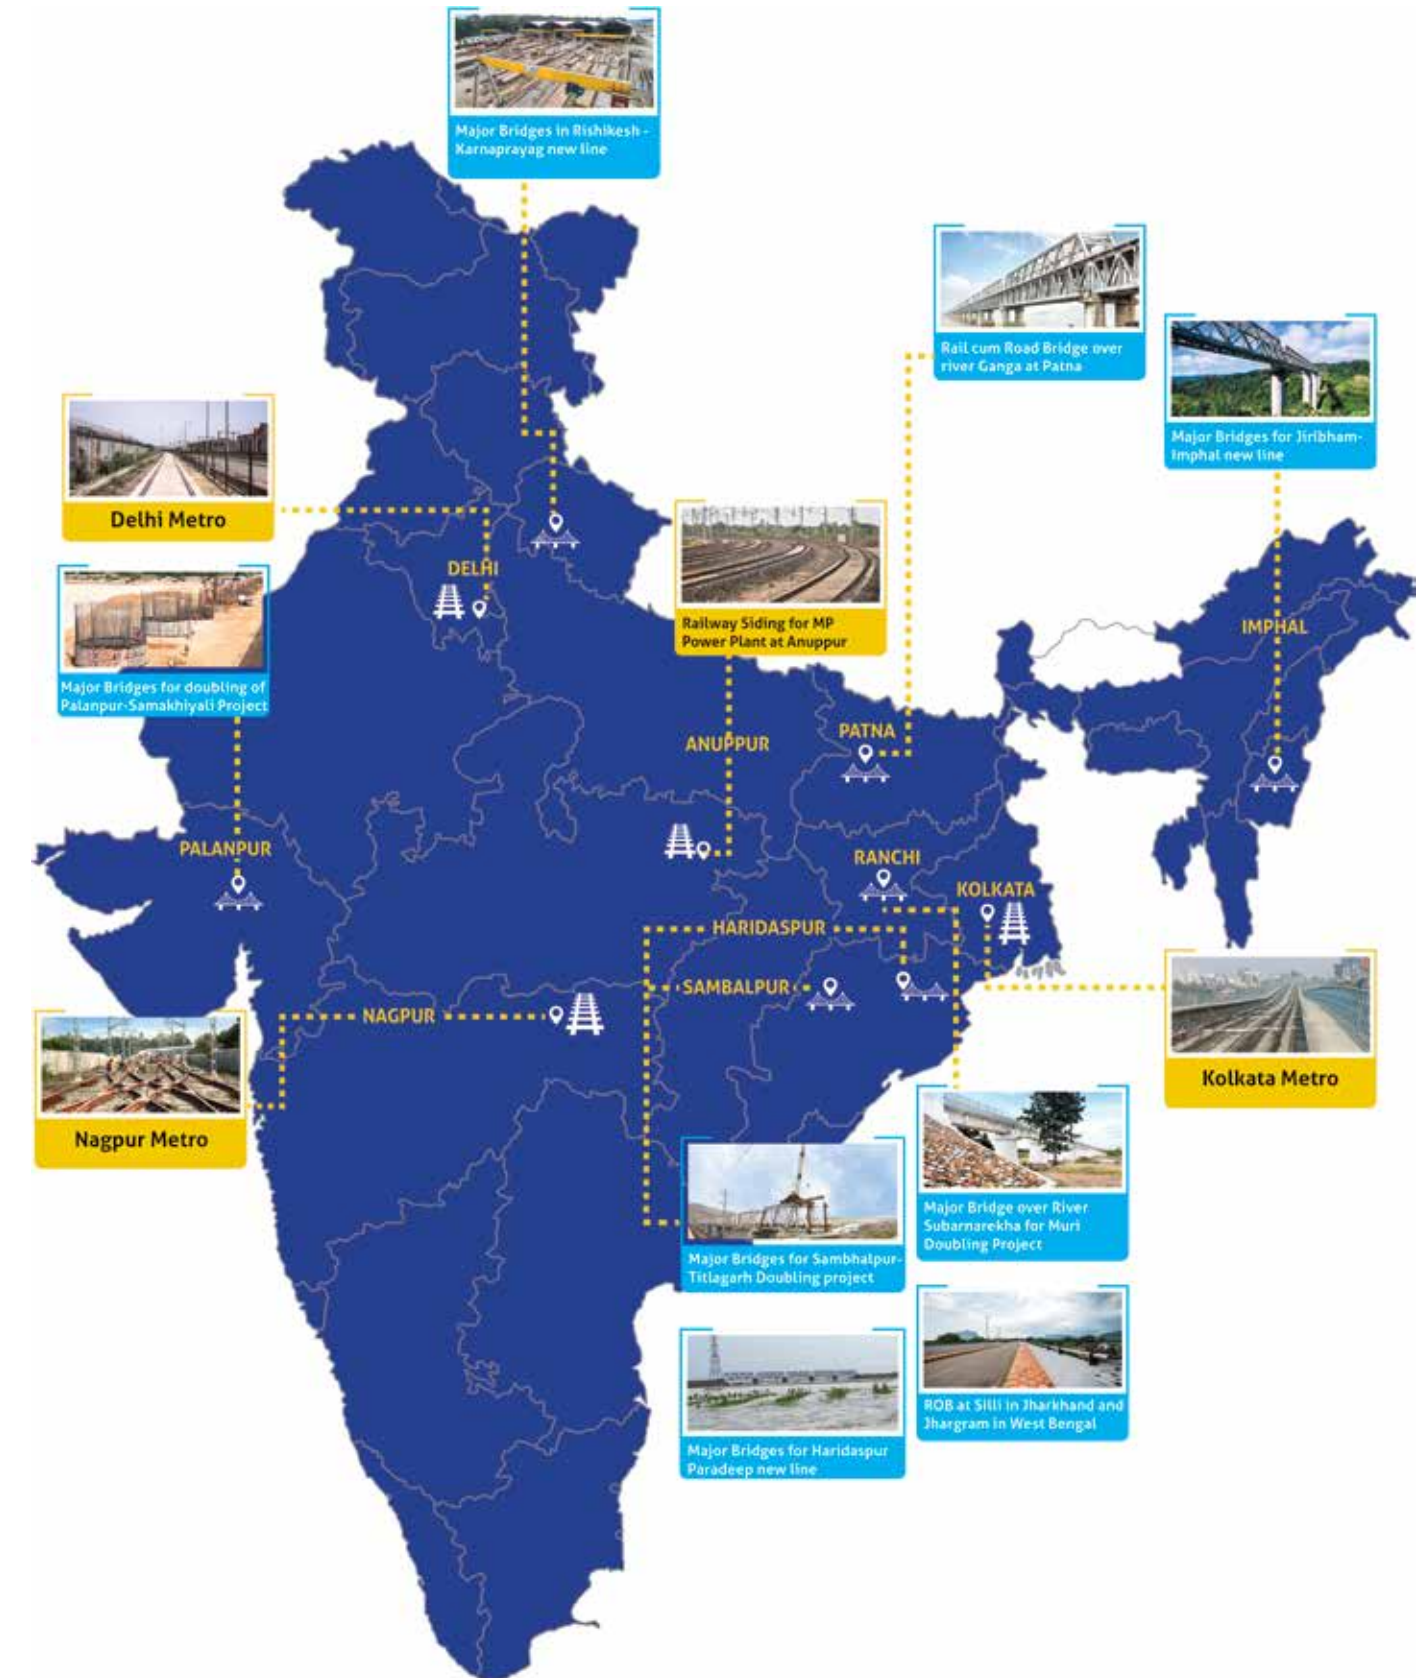 Major Bridges in Rishikesh -
Karnaprayag new line
Rail cum Road Bridge over
river Ganga at Patna
Major Bridges for Jiribham-
Imphal new line
Delhi Metro
DELHI
Railway Siding for MP
Power Plant at Anuppur
IMPHAL
Major Bridges for doubling of
Palanpur-Samakhiyali Project
PATNA
ANUPPUR
PALANPUR
RANCHI
KOLKATA
HARIDASPUR
SAMBALPUR
NAGPUR
Kolkata Metro
Nagpur Metro
Major Bridge over River
Subarnarekha for Muri
Doubling Project
Major Bridges for Sambhalpur-
Titlagarh Doubling project
ROB at Silli in Jharkhand and
Jhargram in West Bengal
Major Bridges for Haridaspur
Paradeep new line